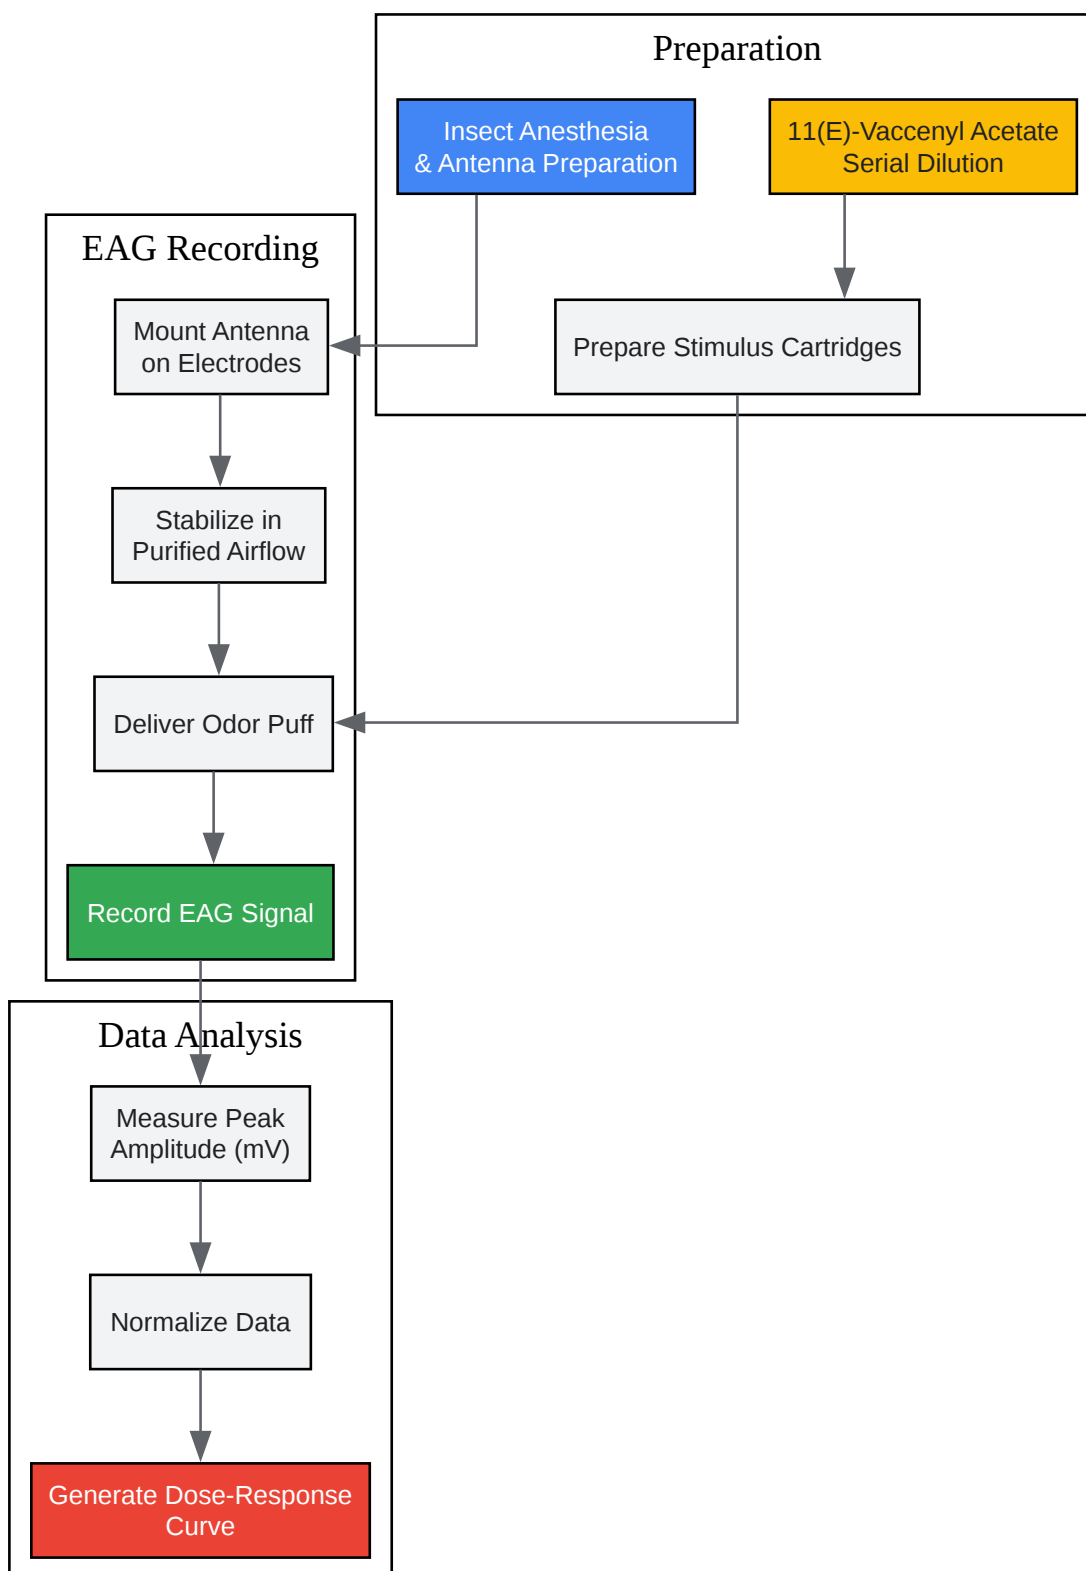 Preparation
Insect Anesthesia
& Antenna Preparation
11(E)-Vaccenyl Acetate
Serial Dilution
Prepare Stimulus Cartridges
EAG Recording
Mount Antenna
on Electrodes
Stabilize in
Purified Airflow
Deliver Odor Puff
Record EAG Signal
Data Analysis
Measure Peak
Amplitude (mV)
Normalize Data
Generate Dose-Response
Curve